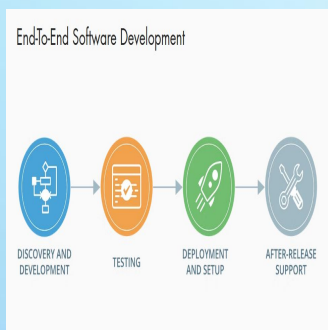 End-To-End Software Development
DISCOVERY AND
DEVELOPMENT
TESTING
DEPLOYMENT
AND SETUP
AFTER-RELEASE
SUPPORT